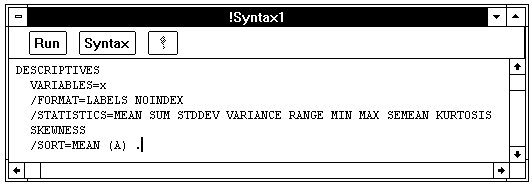 !Syntax1
Run Syntax
DESCRIPTIVES
VARIABLES=x
/FORMAT=LABELS NOINDEX
/STATISTICS=MEAN SUM STDDEV VARIANCE RANGE MIN MAX SEMEAN KURTOSIS
SKEWNESS
/SORT=MEAN (A) .